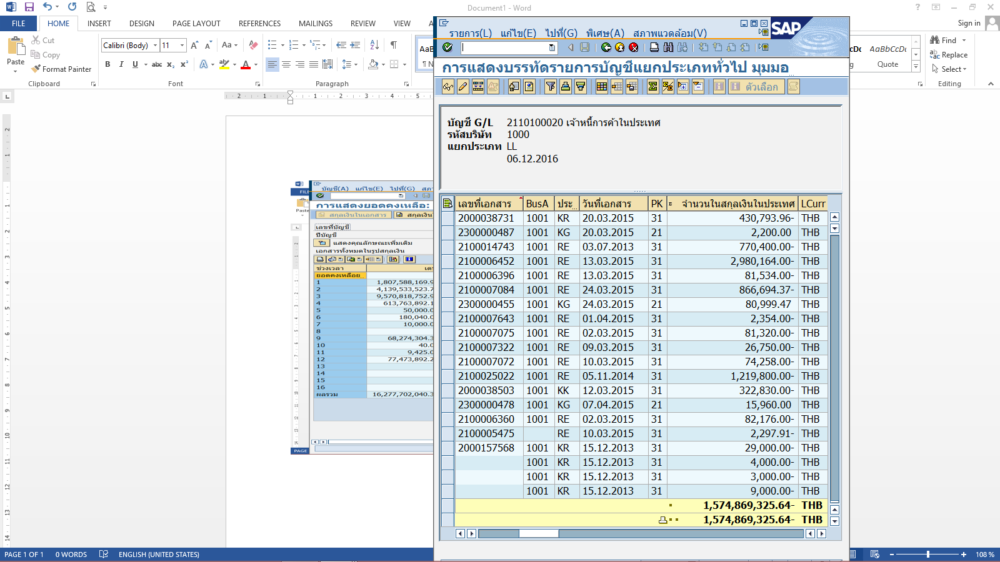 Document1 - Word
FILE HOME INSERT DESIGN PAGE LAYOUT REFERENCES MAILINGS REVIEW VIEW A
Sign in
Paste
Cut
Copy
Format Painter
Clipboard
Calibri (Body) 11
Font
Paragraph
AaB
¶ N
AaBbCcDc
Quote
Find
Replace
Select
Editing
รายการ(L) แก้ไข(E) ไปที่(G) พิเศษ(A) สภาพแวดล้อม(V)
SAP
การแสดงบรรทัดรายการบัญชีแยกประเภททั่วไป มุมมอ
ตัวเลือก
บัญชี G/L 2110100020 เจ้าหนี้การค้าในประเทศ
รหัสบริษัท 1000
แยกประเภท LL
06.12.2016
เลขที่เอกสาร BusA ประ.. วันที่เอกสาร PK Σ จำนวนในสกุลเงินในประเทศ LCurr
2000038731 1001 KR 20.03.2015 31 430,793.96- THB
2300000487 1001 KG 20.03.2015 21 2,200.00 THB
2100014743 1001 RE 03.07.2013 31 770,400.00- THB
2100006452 1001 RE 13.03.2015 31 2,980,164.00- THB
2100006396 1001 RE 13.03.2015 31 81,534.00- THB
2100007084 1001 RE 24.03.2015 31 866,694.37- THB
2300000455 1001 KG 24.03.2015 21 80,999.47 THB
2100007643 1001 RE 01.04.2015 31 2,354.00- THB
2100007075 1001 RE 02.03.2015 31 81,320.00- THB
2100007322 1001 RE 09.03.2015 31 26,750.00- THB
2100007072 1001 RE 10.03.2015 31 74,258.00- THB
2100025022 1001 RE 05.11.2014 31 1,219,800.00- THB
2000038503 1001 KK 12.03.2015 31 322,830.00- THB
2300000478 1001 KG 07.04.2015 21 15,960.00 THB
2100006360 1001 RE 02.03.2015 31 82,176.00- THB
2100005475 RE 10.03.2015 31 2,297.91- THB
2000157568 1001 KR 15.12.2013 31 29,000.00- THB
1001 KR 15.12.2013 31 4,000.00- THB
1001 KR 15.12.2013 31 3,000.00- THB
1001 KR 15.12.2013 31 9,000.00- THB
1,574,869,325.64- THB
1,574,869,325.64- THB
บัญชี(A) แก้ไข(E) ไปที่(G) สภา
FILE
Paste
การแสดงยอดคงเหลือ:
สกุลเงินในเอกสาร สกุลเงินใ
เลขที่บัญชี
ปีบัญชี
แสดงคุณลักษณะเพิ่มเติม
เอกสารทั้งหมดในรูปสกุลเงิน
ช่วงเวลา เดบ
ยอดคงเหลือย..
1 1,807,588,169.9
2 4,139,533,523.7
3 9,570,818,752.9
4 613,763,892.1
5 50,000.0
6 180,040.0
7 10,000.0
8
9 68,274,304.3
10 40.0
11 9,425.0
12 77,473,892.2
13
14
15
16
ผลรวม 16,277,702,040.3
PAGE
PAGE 1 OF 1 0 WORDS ENGLISH (UNITED STATES) 108 %